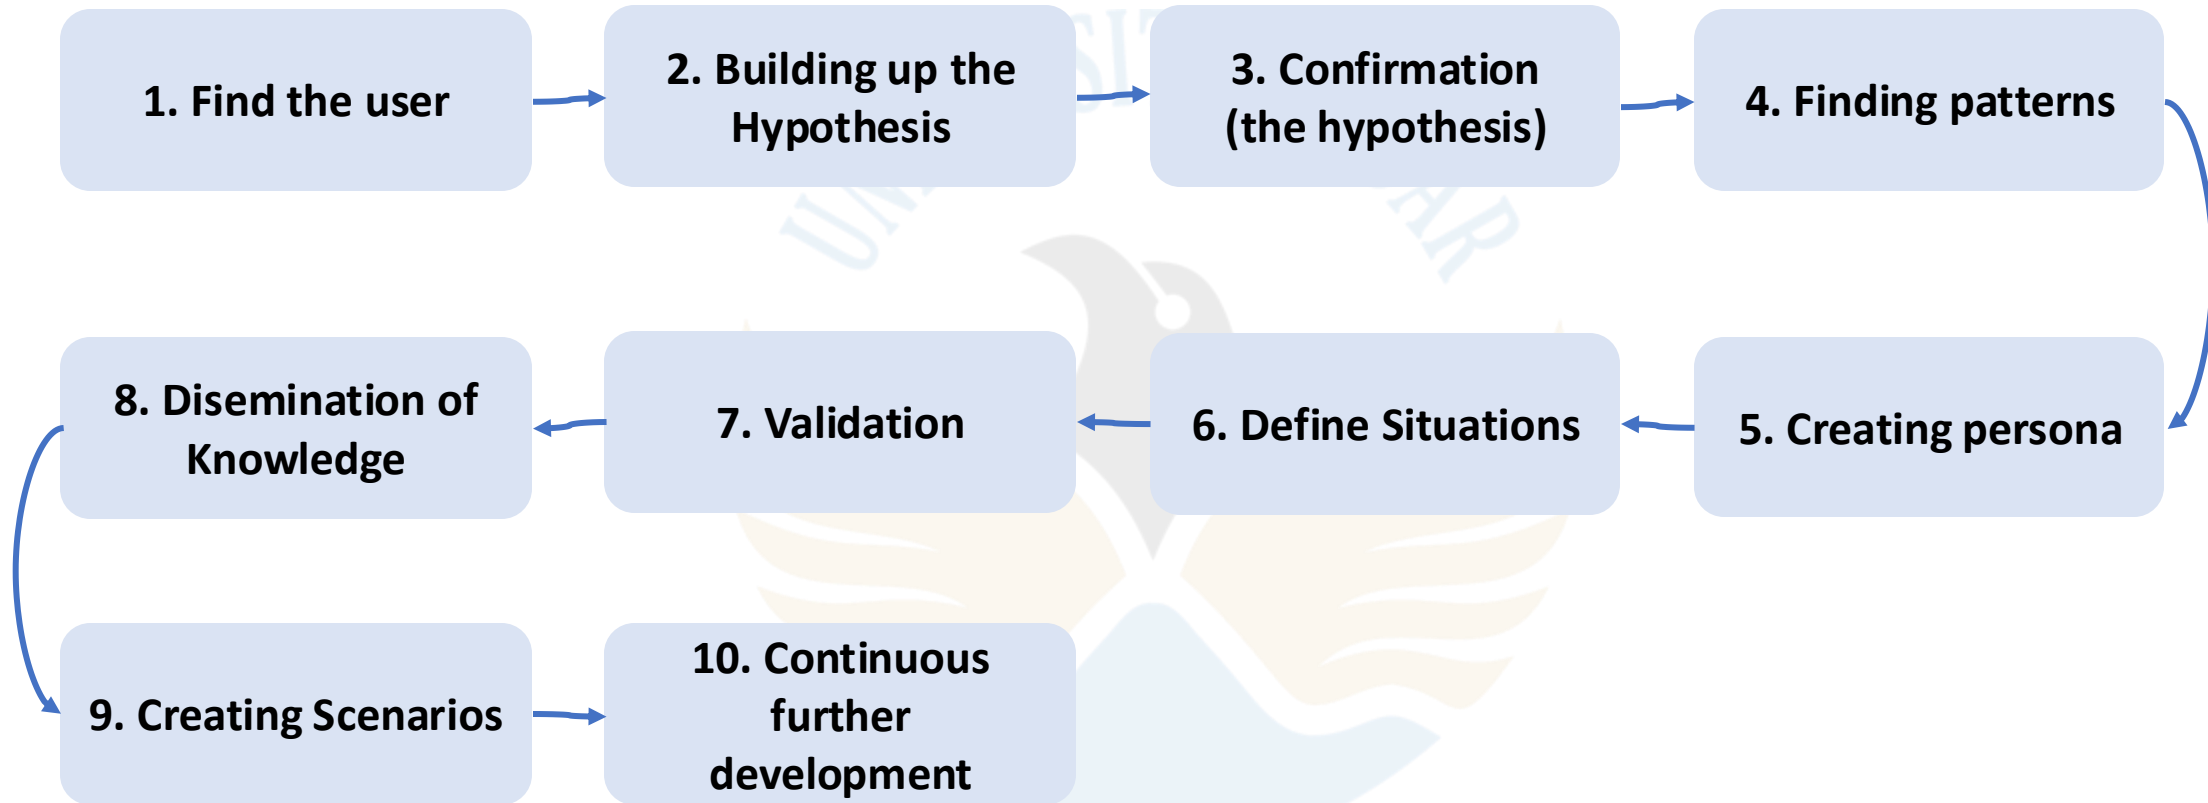 1. Find the user
2. Building up the
Hypothesis
3. Confirmation
(the hypothesis)
4. Finding patterns
8. Disemination of
Knowledge
7. Validation
6. Define Situations
5. Creating persona
9. Creating Scenarios
10. Continuous
further
development